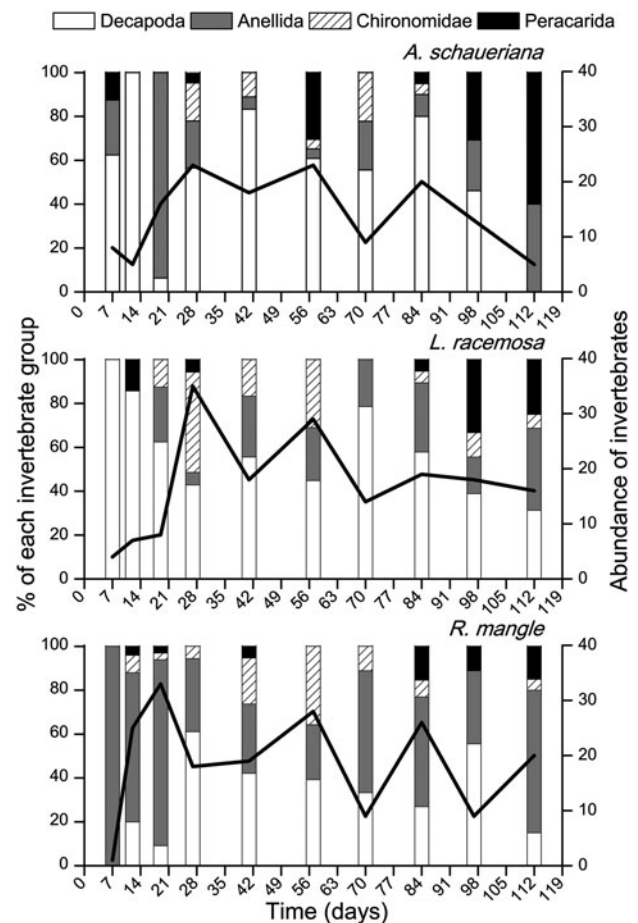 Decapoda Anellida Chironomidae Peracarida
A. schaueriana
100 40
80 30
60
20
40
20 10
0 0
0 7 14 21 28 35 42 49 56 63 70 77 84 91 98 105 112 119
L. racemosa
% of each invertebrate group
Abundance of invertebrates
100 40
80 30
60
20
40
20 10
0 0
0 7 14 21 28 35 42 49 56 63 70 77 84 91 98 105 112 119
R. mangle
100 40
80 30
60
20
40
20 10
0 0
0 7 14 21 28 35 42 49 56 63 70 77 84 91 98 105 112 119
Time (days)